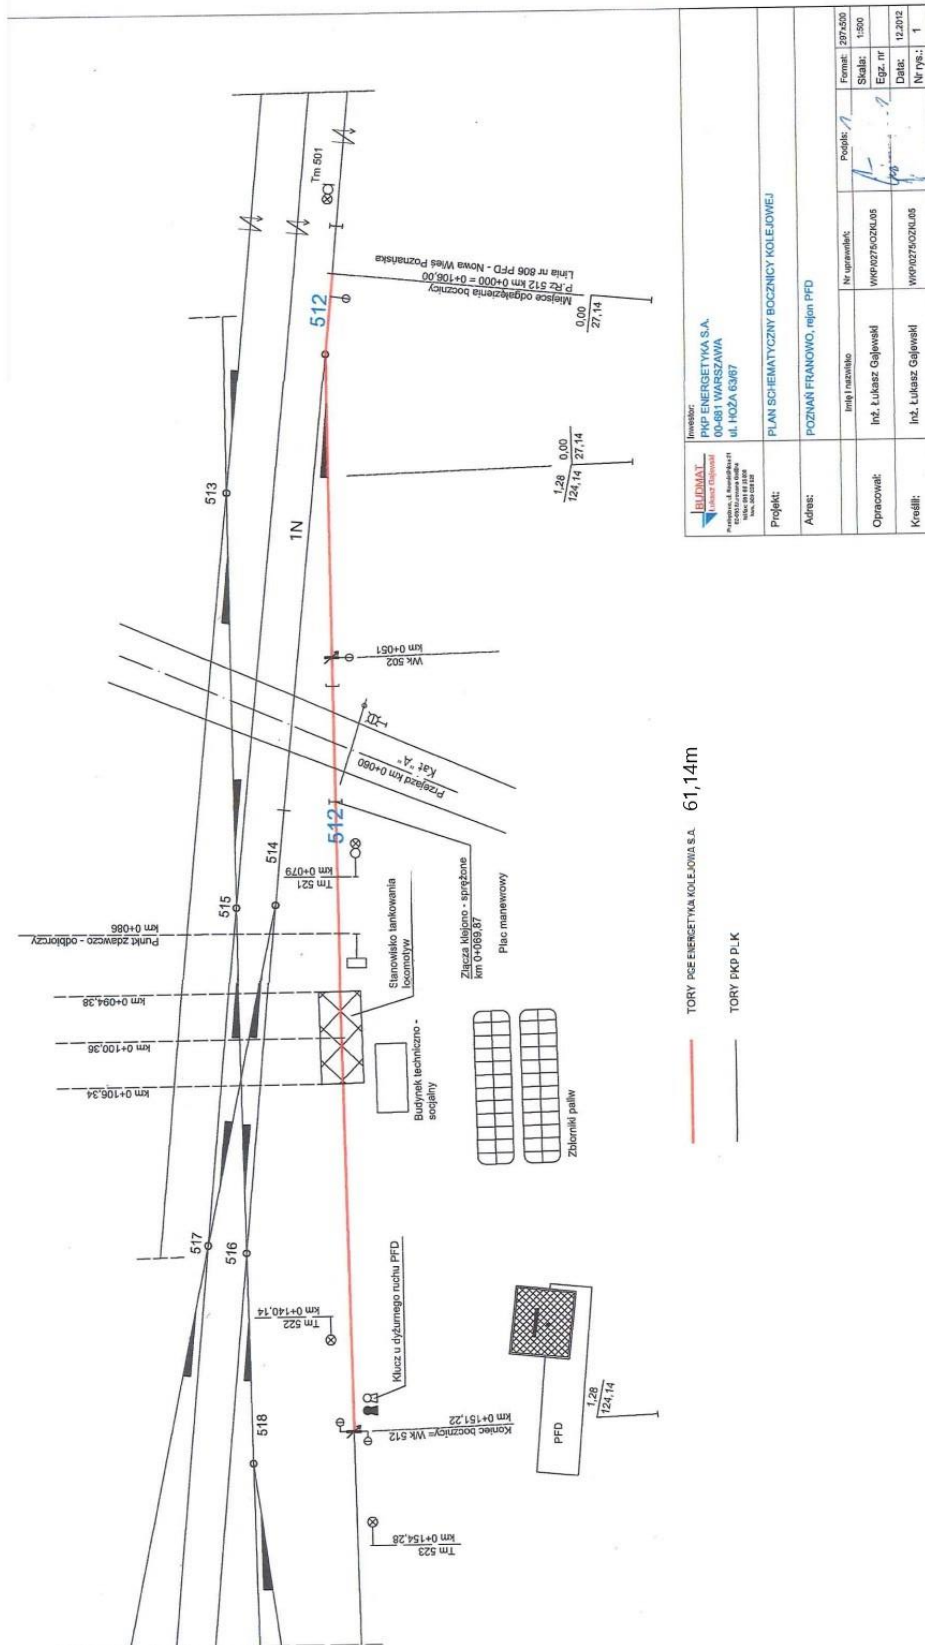 Tm 501
Miejsce odgałęzienia bocznicy
P.Rz 512 km 0+000 = 0+106,00
Linia nr 806 PFD - Nowa Wieś Poznańska
512
0,00
27,14
513
1,28
124,14
0,00
27,14
1N
Wk 502
km 0+051
Przejazd km 0+060
Kat "A"
512
514
515
Tm 521
km 0+079
Złącza klejono - sprężone
km 0+069,87
Plac manewrowy
Punkt zdawczo - odbiorczy
km 0+086
Stanowisko tankowania
lokomotyw
km 0+094,38
km 0+100,36
km 0+106,34
Budynek techniczno -
socjalny
Zbiorniki paliw
517
516
Tm 522
km 0+140,14
Klucz u dyżurnego ruchu PFD
518
Koniec bocznicy= Wk 512
km 0+151,22
PFD
1,28
124,14
Tm 523
km 0+154,28
TORY PGE ENERGETYKA KOLEJOWA S.A. 61,14m
TORY PKP PLK
BUDMAT
Łukasz Gajewski
Inwestor:
PKP ENERGETYKA S.A.
00-681 WARSZAWA
ul. HOŻA 63/67
Projekt:
PLAN SCHEMATYCZNY BOCZNICY KOLEJOWEJ
Adres:
POZNAŃ FRANOWO, rejon PFD
Imię i nazwisko
Nr uprawnień:
Podpis:
Format: 297x500
Opracował:
Inż. Łukasz Gajewski
WKP/0275/OZKL/05
Skala: 1:500
Egz. nr
Kreślił:
Inż. Łukasz Gajewski
WKP/0275/OZKL/05
Data: 12.2012
Nr rys.: 1